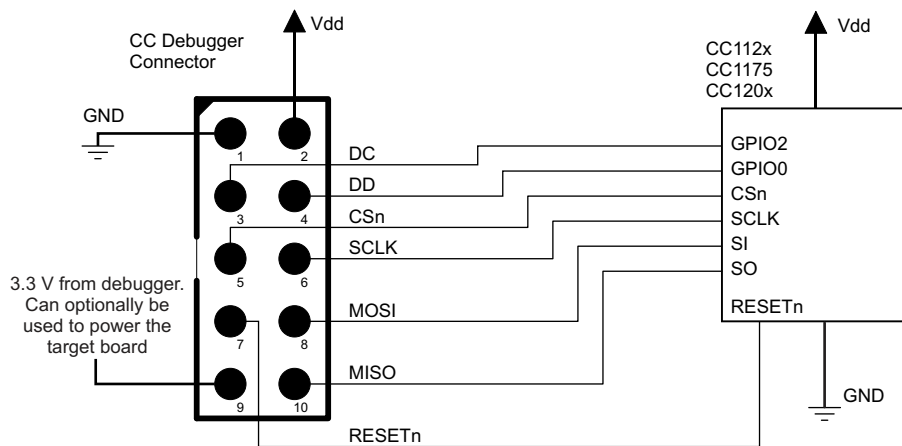 Vdd
CC Debugger
Connector
GND
1
2
3
4
5
6
7
8
9
10
3.3 V from debugger.
Can optionally be
used to power the
target board
DC
DD
CSn
SCLK
MOSI
MISO
RESETn
Vdd
CC112x
CC1175
CC120x
GPIO2
GPIO0
CSn
SCLK
SI
SO
RESETn
GND